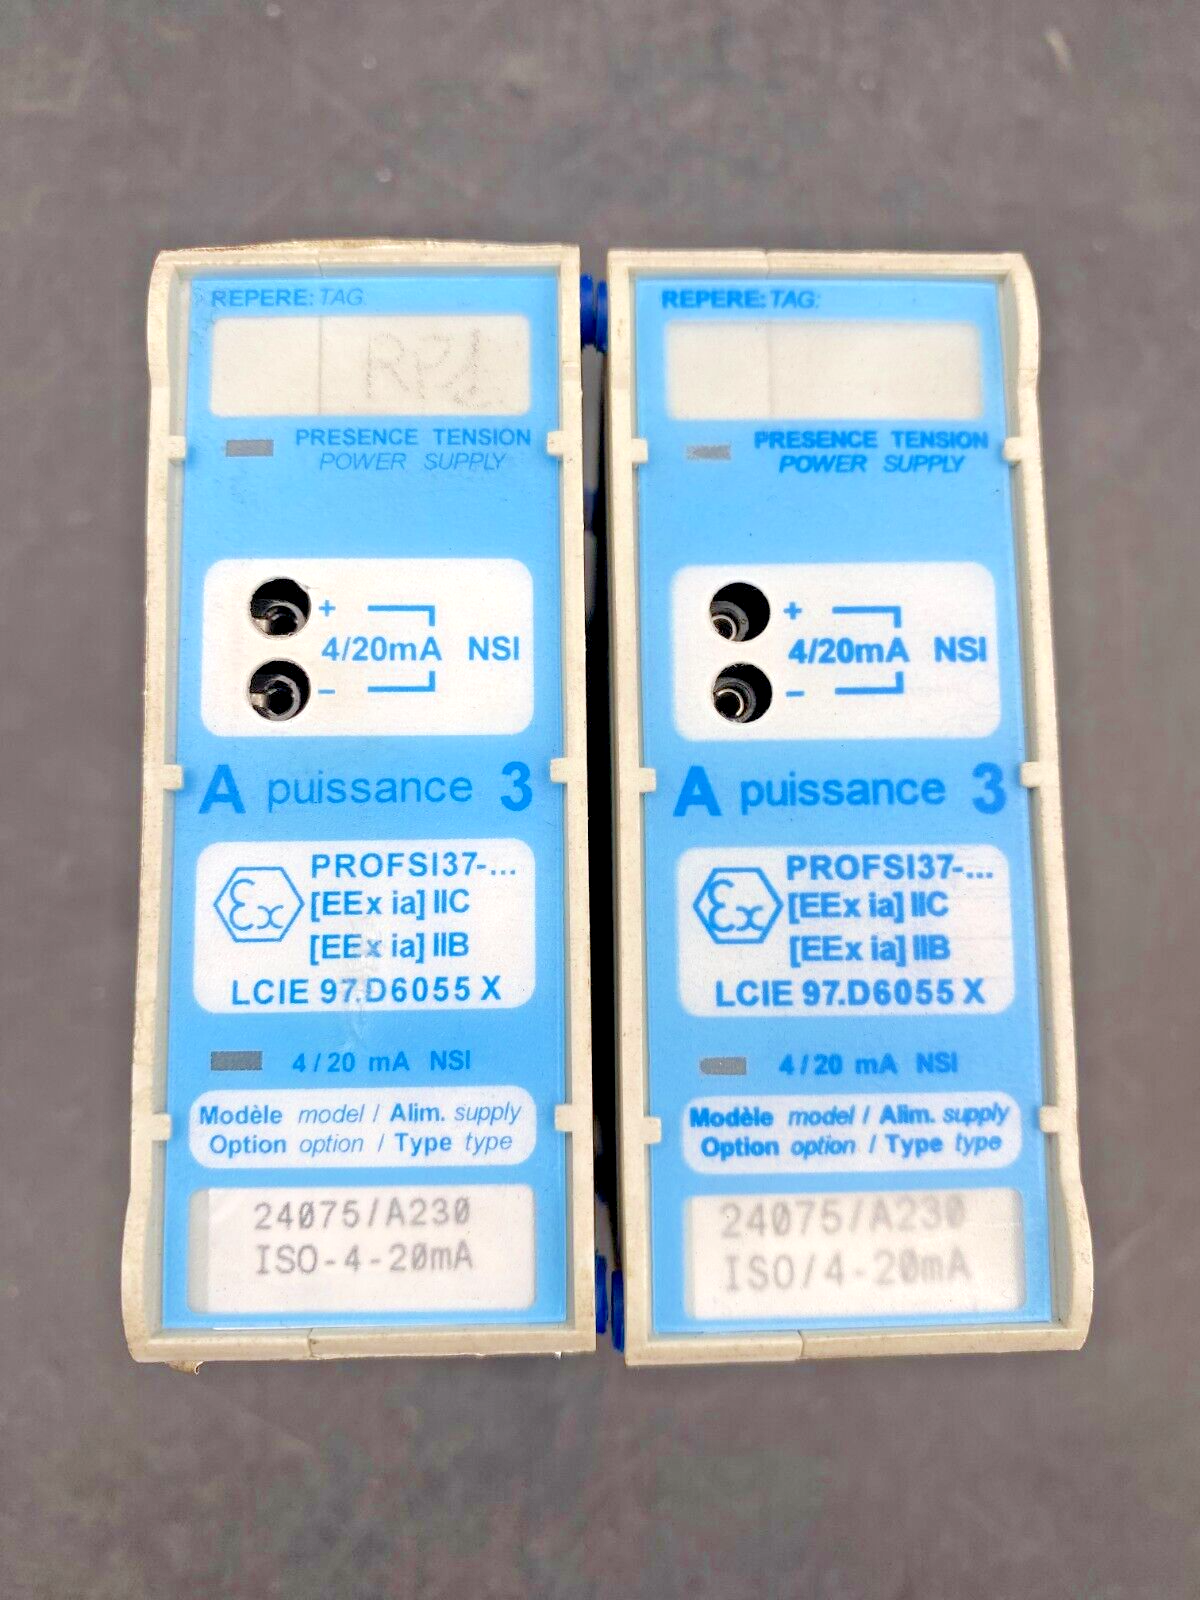 REPERE: TAG:
PRESENCE TENSION
POWER SUPPLY
+
4/20mA NSI
-
A puissance 3
Ex PROFSI37-...
[EEx ia] IIC
[EEx ia] IIB
LCIE 97.D6055 X
4/20 mA NSI
Modèle model / Alim. supply
Option option / Type type
24075/A230
ISO-4-20mA
REPERE: TAG:
PRESENCE TENSION
POWER SUPPLY
+
4/20mA NSI
-
A puissance 3
Ex PROFSI37-...
[EEx ia] IIC
[EEx ia] IIB
LCIE 97.D6055 X
4/20 mA NSI
Modèle model / Alim. supply
Option option / Type type
24075/A230
ISO/4-20mA